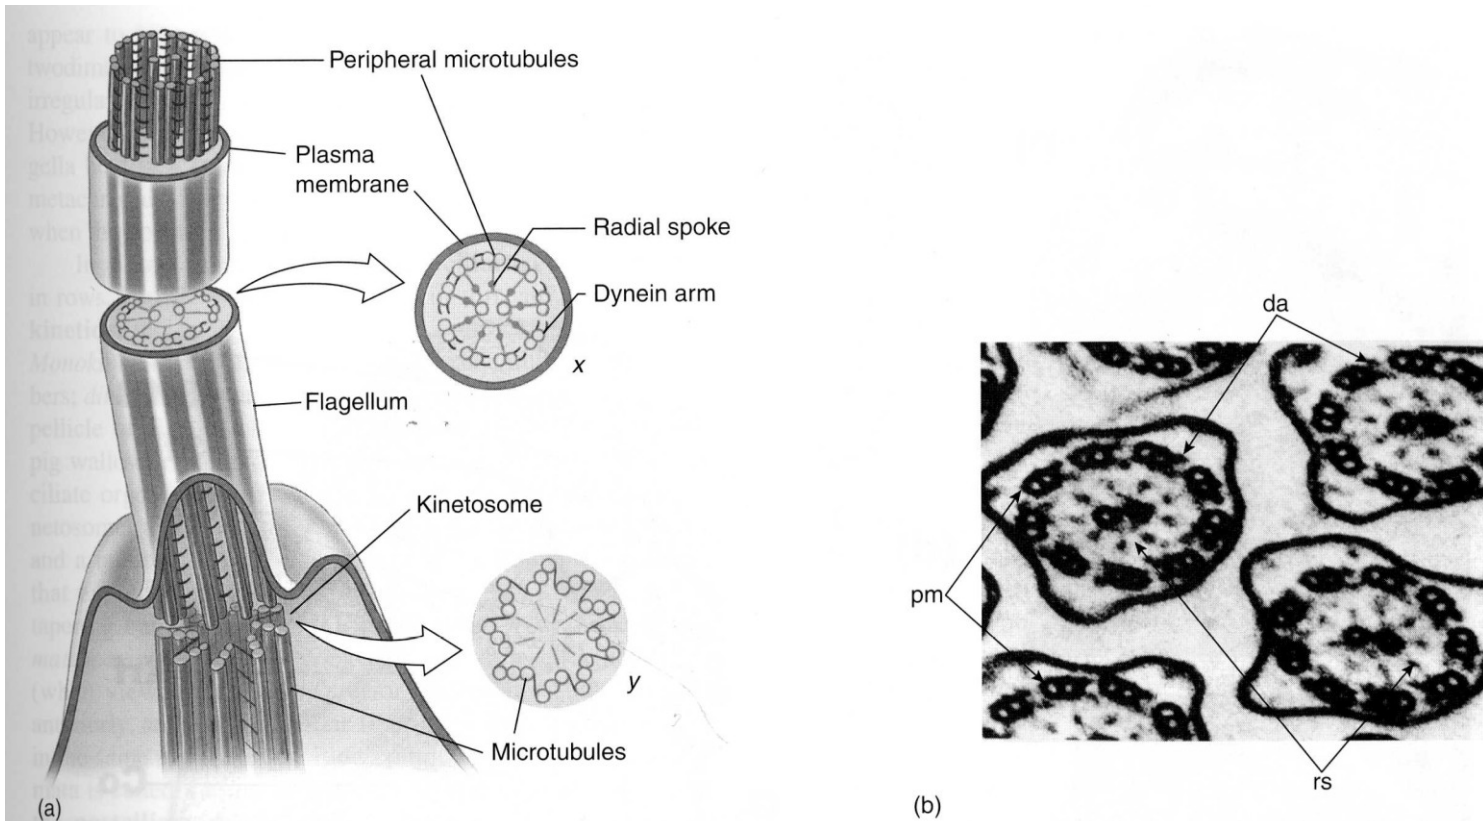 Peripheral microtubules
Plasma
membrane
Radial spoke
Dynein arm
x
Flagellum
Kinetosome
y
Microtubules
(a)
da
pm
rs
(b)